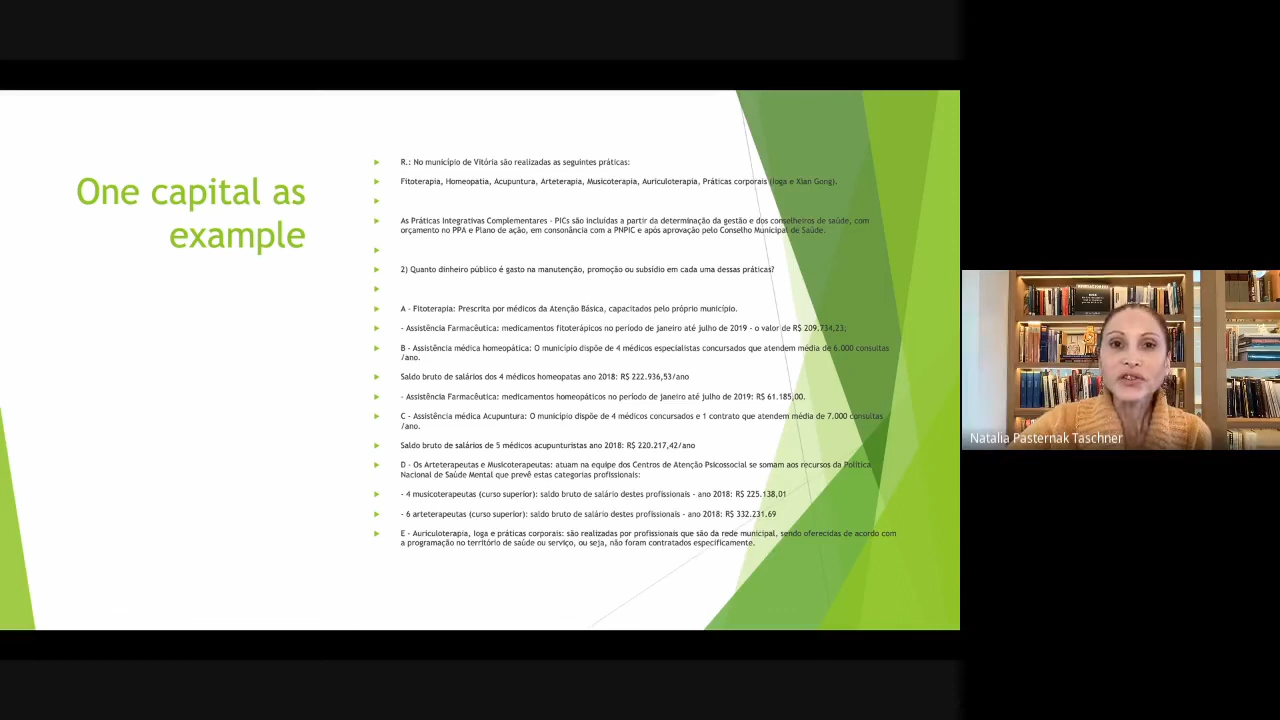 One capital as
example
R.: No município de Vitória são realizadas as seguintes práticas:
Fitoterapia, Homeopatia, Acupuntura, Arteterapia, Musicoterapia, Auriculoterapia, Práticas corporais (Ioga e Xian Gong).
As Práticas Integrativas Complementares - PICs são incluídas a partir da determinação da gestão e dos conselheiros de saúde, com
orçamento no PPA e Plano de ação, em consonância com a PNPIC e após aprovação pelo Conselho Municipal de Saúde.
2) Quanto dinheiro público é gasto na manutenção, promoção ou subsídio em cada uma dessas práticas?
A - Fitoterapia: Prescrita por médicos da Atenção Básica, capacitados pelo próprio município.
- Assistência Farmacêutica: medicamentos fitoterápicos no período de janeiro até julho de 2019 - o valor de R$ 209.734,23;
B - Assistência médica homeopática: O município dispõe de 4 médicos especialistas concursados que atendem média de 6.000 consultas
/ano.
Saldo bruto de salários dos 4 médicos homeopatas ano 2018: R$ 222.936,53/ano
- Assistência Farmacêutica: medicamentos homeopáticos no período de janeiro até julho de 2019: R$ 61.185,00.
C - Assistência médica Acupuntura: O município dispõe de 4 médicos concursados e 1 contrato que atendem média de 7.000 consultas
/ano.
Saldo bruto de salários de 5 médicos acupunturistas ano 2018: R$ 220.217,42/ano
D - Os Arteterapeutas e Musicoterapeutas: atuam na equipe dos Centros de Atenção Psicossocial se somam aos recursos da Política
Nacional de Saúde Mental que prevê estas categorias profissionais:
- 4 musicoterapeutas (curso superior): saldo bruto de salário destes profissionais - ano 2018: R$ 225.138,01
- 6 arteterapeutas (curso superior): saldo bruto de salário destes profissionais - ano 2018: R$ 332.231,69
E - Auriculoterapia, Ioga e práticas corporais: são realizadas por profissionais que são da rede municipal, sendo oferecidas de acordo com
a programação no território de saúde ou serviço, ou seja, não foram contratados especificamente.
Natalia Pasternak Taschner